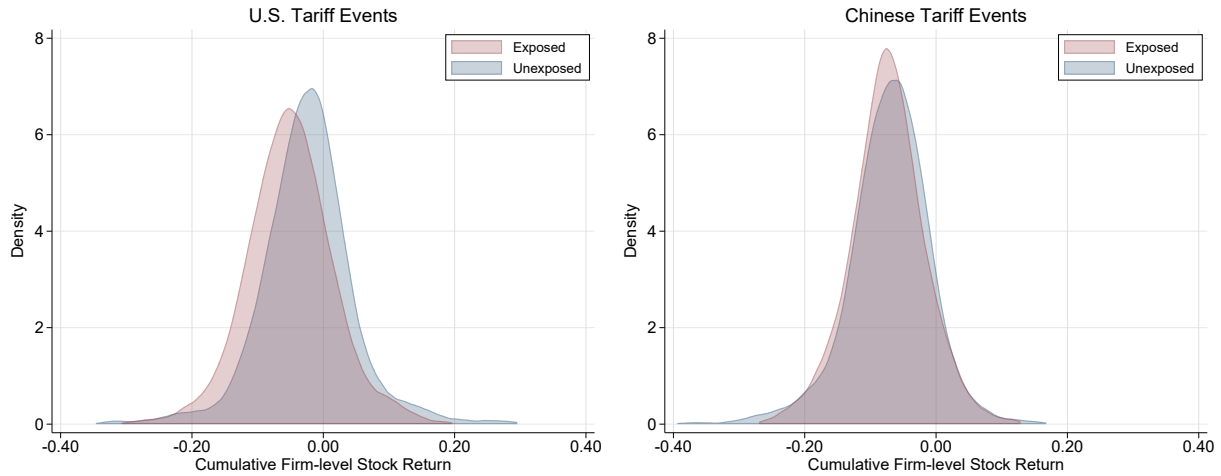 U.S. Tariff Events
Exposed
Unexposed
Density
8
6
4
2
0
-0.40
-0.20
0.00
0.20
0.40
Cumulative Firm-level Stock Return
Chinese Tariff Events
Exposed
Unexposed
Density
8
6
4
2
0
-0.40
-0.20
0.00
0.20
0.40
Cumulative Firm-level Stock Return